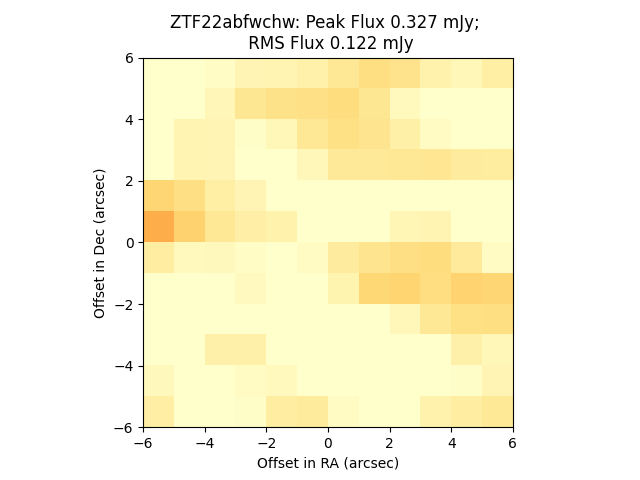 ZTF22abfwchw: Peak Flux 0.327 mJy;
RMS Flux 0.122 mJy
6
4
2
0
−2
−4
−6
Offset in Dec (arcsec)
−6 −4 −2 0 2 4 6
Offset in RA (arcsec)